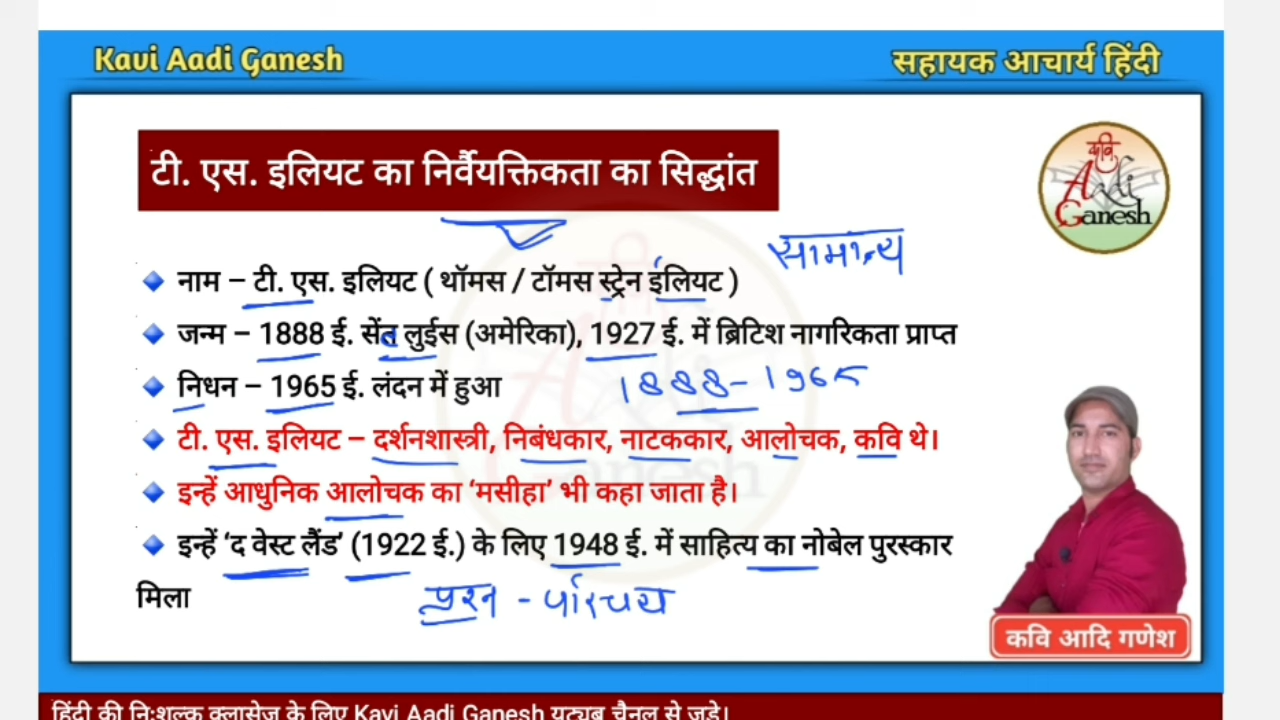 Kavi Aadi Ganesh
सहायक आचार्य हिंदी
टी. एस. इलियट का निर्वैयक्तिकता का सिद्धांत
कवि
Aadi
Ganesh
सामान्य
नाम – टी. एस. इलियट ( थॉमस / टॉमस स्ट्रेन इंलियट )
जन्म – 1888 ई. सेंत लुईस (अमेरिका), 1927 ई. में ब्रिटिश नागरिकता प्राप्त
निधन – 1965 ई. लंदन में हुआ
1888-1965
टी. एस. इलियट – दर्शनशास्त्री, निबंधकार, नाटककार, आलोचक, कवि थे।
इन्हें आधुनिक आलोचक का ‘मसीहा’ भी कहा जाता है।
इन्हें ‘द वेस्ट लैंड’ (1922 ई.) के लिए 1948 ई. में साहित्य का नोबेल पुरस्कार
मिला
प्रश्न - परिचय
कवि आदि गणेश
हिंदी की निःशुल्क क्लासेज के लिए Kavi Aadi Ganesh यूट्यूब चैनल से जुड़े।